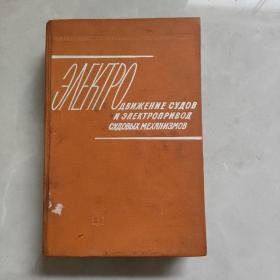 ЭЛЕКТРО
ДВИЖЕНИЕ СУДОВ
И ЭЛЕКТРОПРИВОД
СУДОВЫХ МЕХАНИЗМОВ